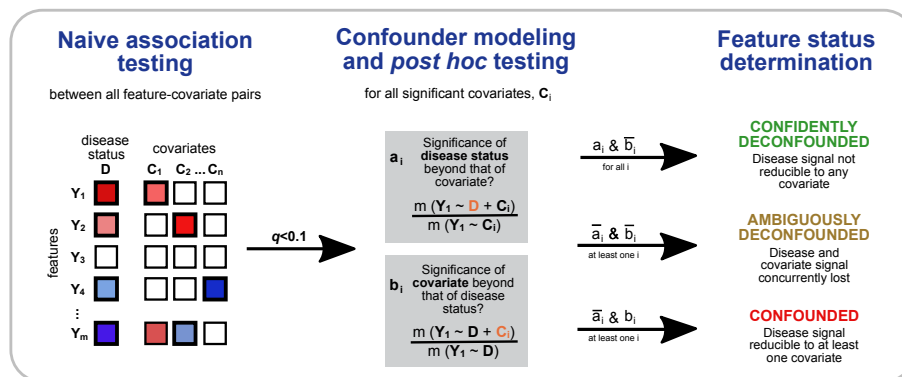 Naive association
testing
between all feature-covariate pairs
disease
status
covariates
D C₁ C₂ ... Cₙ
features
Y₁
Y₂
Y₃
Y₄
⋮
Yₘ
q<0.1
Confounder modeling
and post hoc testing
for all significant covariates, Cᵢ
aᵢ
Significance of
disease status
beyond that of
covariate?
m (Y₁ ~ D + Cᵢ)
m (Y₁ ~ Cᵢ)
bᵢ
Significance of
covariate beyond
that of disease
status?
m (Y₁ ~ D + Cᵢ)
m (Y₁ ~ D)
aᵢ & b̅ᵢ
for all i
a̅ᵢ & b̅ᵢ
at least one i
a̅ᵢ & bᵢ
at least one i
Feature status
determination
CONFIDENTLY
DECONFOUNDED
Disease signal not
reducible to any
covariate
AMBIGUOUSLY
DECONFOUNDED
Disease and
covariate signal
concurrently lost
CONFOUNDED
Disease signal
reducible to at least
one covariate